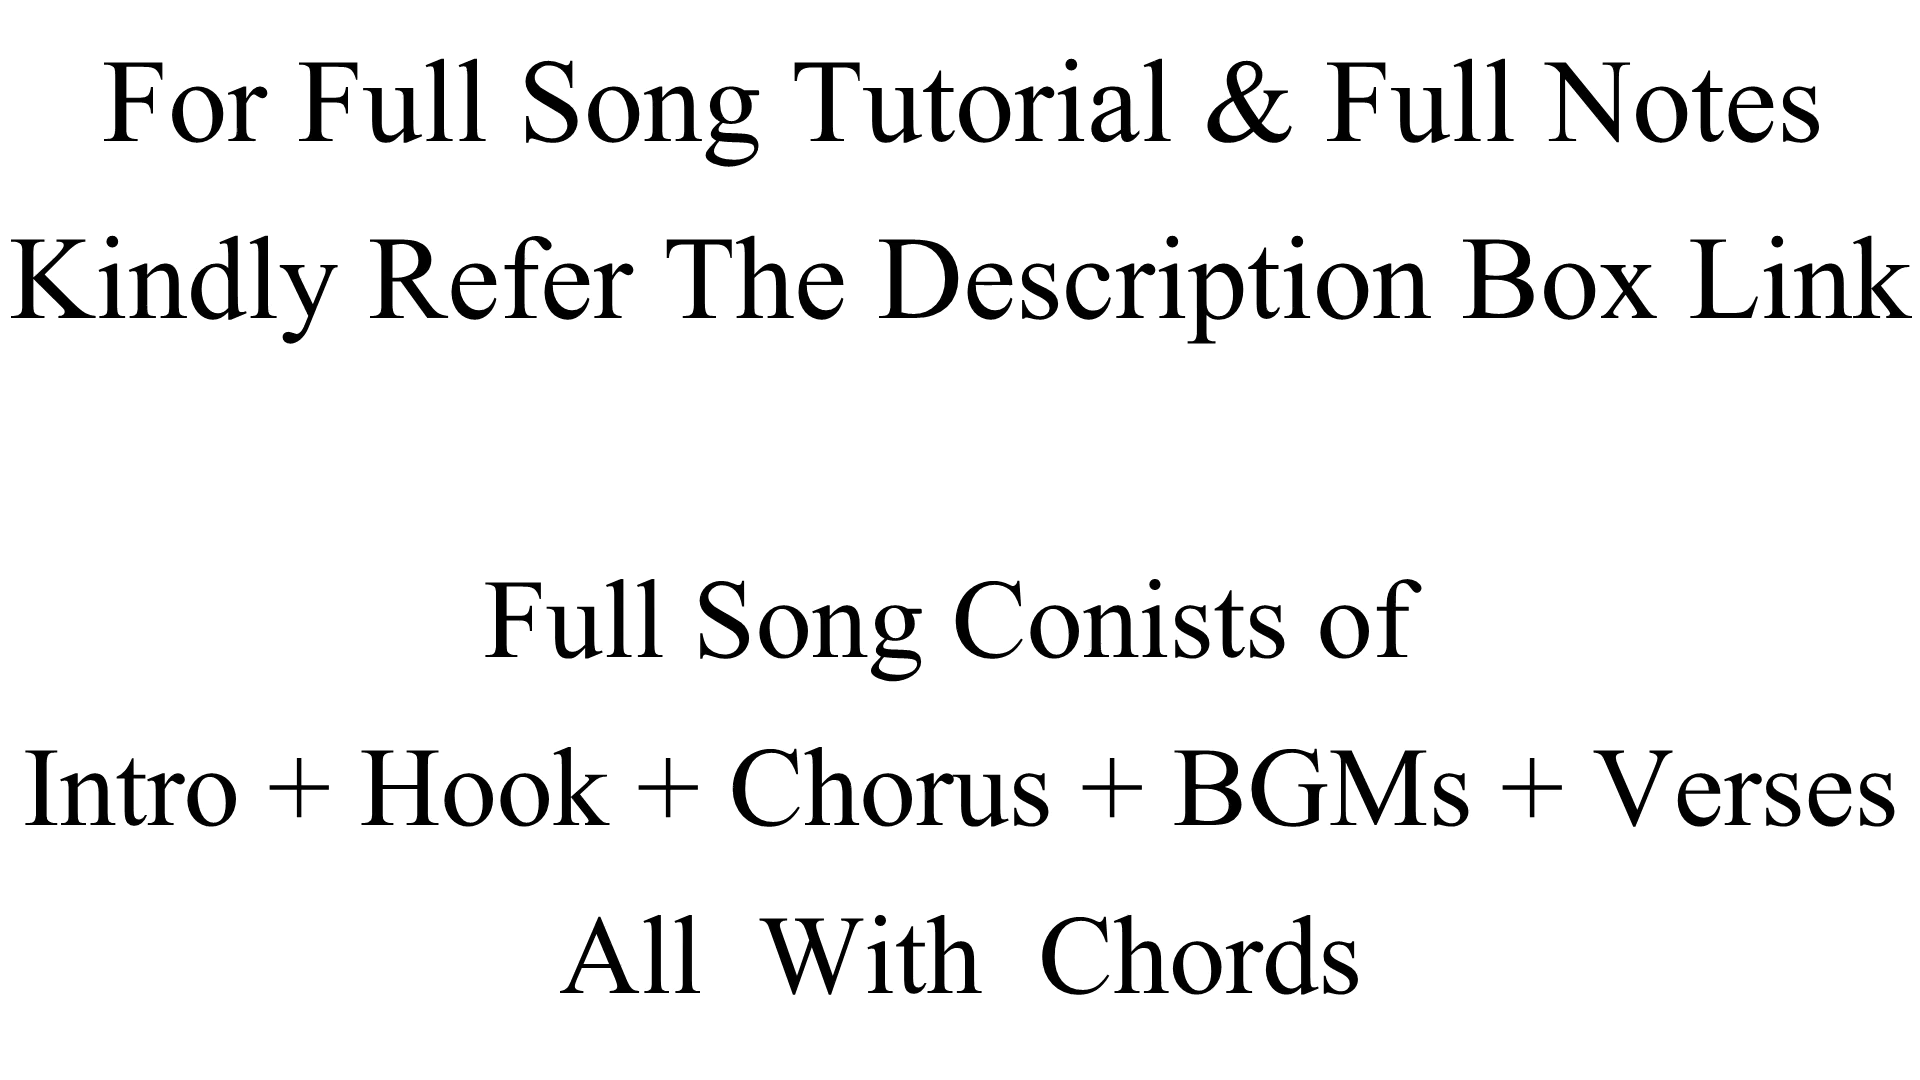 For Full Song Tutorial & Full Notes
Kindly Refer The Description Box Link
Full Song Conists of
Intro + Hook + Chorus + BGMs + Verses
All With Chords